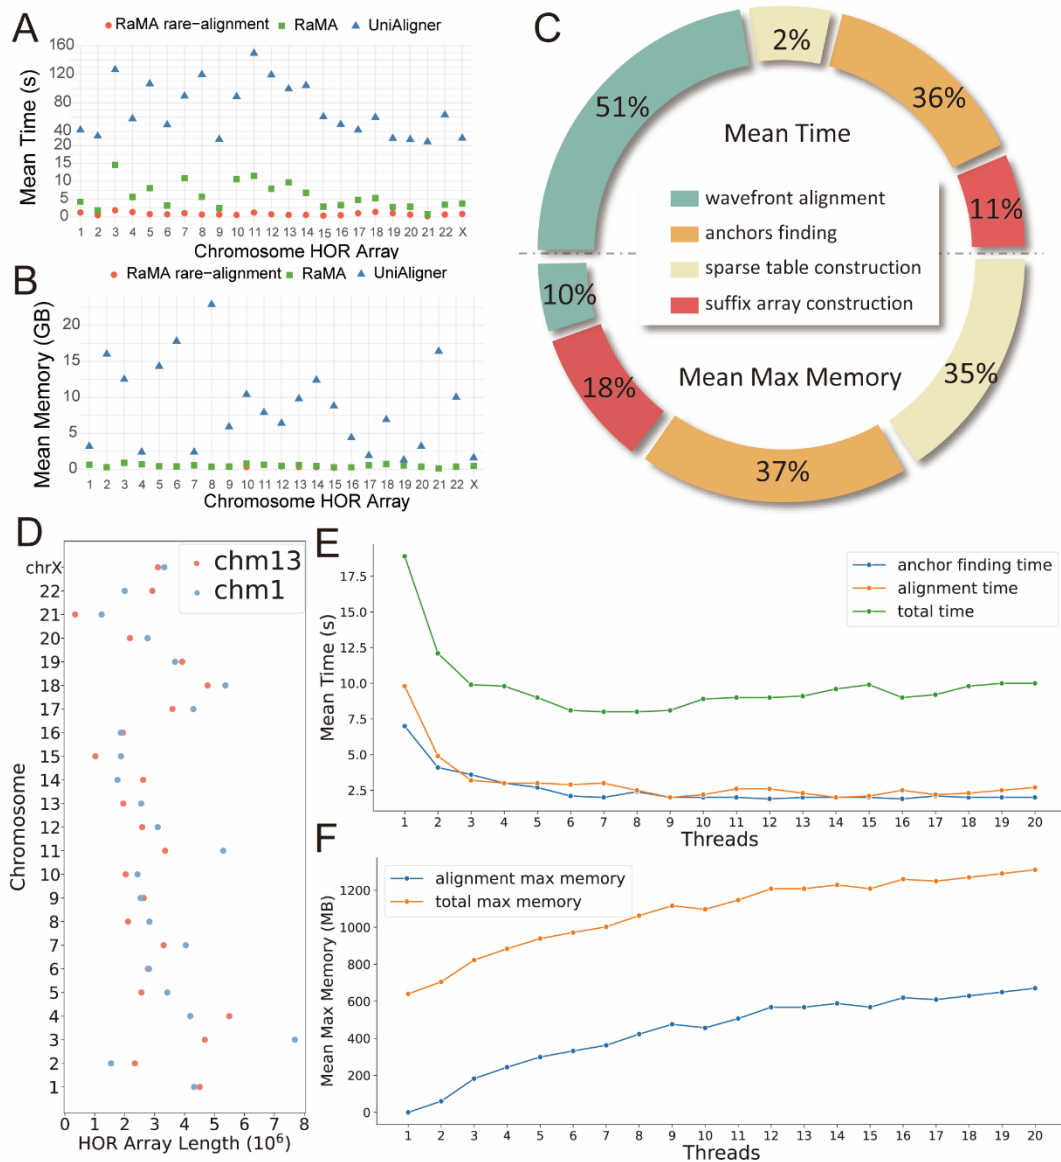 A
RaMA rare−alignment RaMA UniAligner
Mean Time (s)
160
120
80
40
20
15
10
5
0
1 2 3 4 5 6 7 8 9 10 11 12 13 14 15 16 17 18 19 20 21 22 X
Chromosome HOR Array
B
RaMA rare−alignment RaMA UniAligner
Mean Memory (GB)
20
15
10
5
0
1 2 3 4 5 6 7 8 9 10 11 12 13 14 15 16 17 18 19 20 21 22 X
Chromosome HOR Array
C
2%
36%
51%
11%
Mean Time
wavefront alignment
anchors finding
sparse table construction
suffix array construction
Mean Max Memory
10%
18%
37%
35%
D
chm13
chm1
Chromosome
chrX
22
21
20
19
18
17
16
15
14
13
12
11
10
9
8
7
6
5
4
3
2
1
0 1 2 3 4 5 6 7 8
HOR Array Length (10⁶)
E
anchor finding time
alignment time
total time
Mean Time (s)
17.5
15.0
12.5
10.0
7.5
5.0
2.5
1 2 3 4 5 6 7 8 9 10 11 12 13 14 15 16 17 18 19 20
Threads
F
alignment max memory
total max memory
Mean Max Memory (MB)
1200
1000
800
600
400
200
0
1 2 3 4 5 6 7 8 9 10 11 12 13 14 15 16 17 18 19 20
Threads